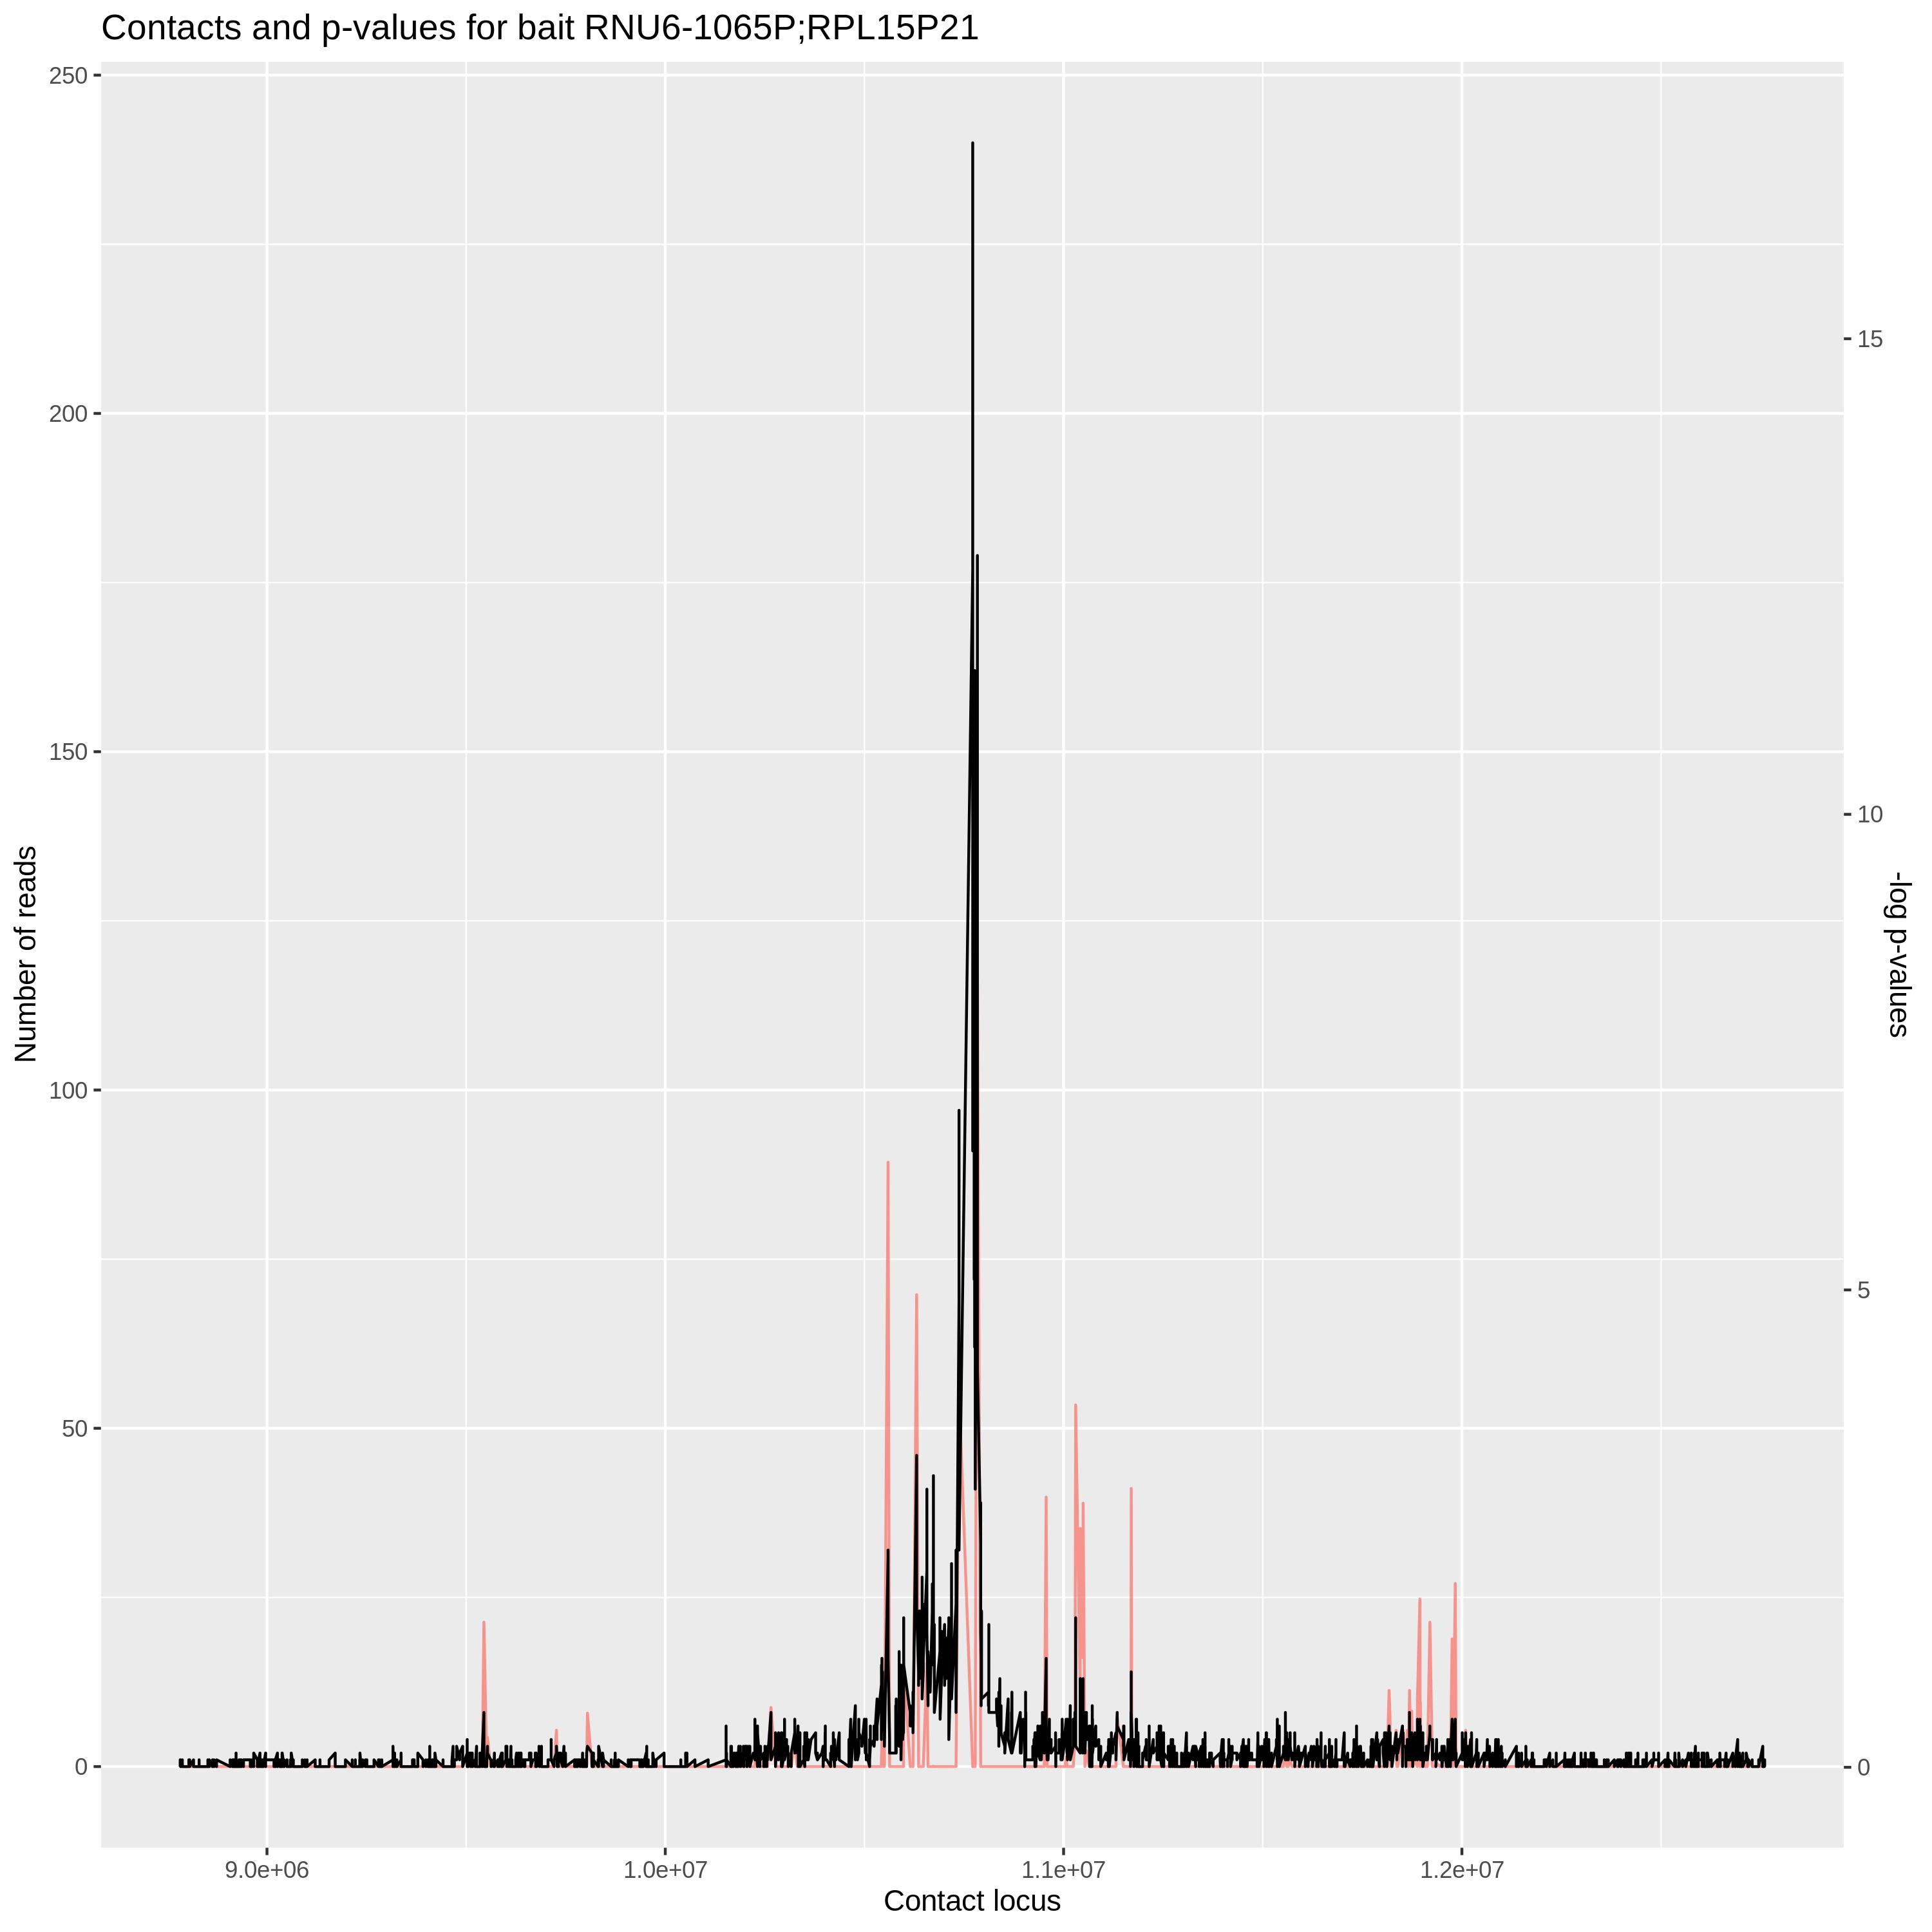 Contacts and p-values for bait RNU6-1065P;RPL15P21
250
200
150
100
50
0
Number of reads
15
10
5
0
-log p-values
9.0e+06
1.0e+07
1.1e+07
1.2e+07
Contact locus